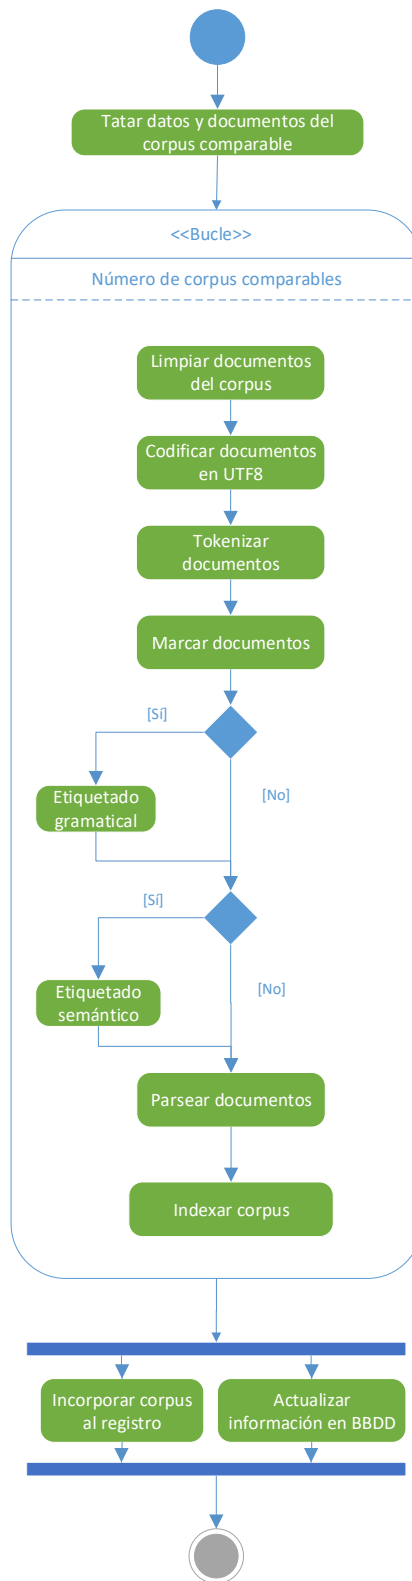 Tatar datos y documentos del
corpus comparable
<<Bucle>>
Número de corpus comparables
Limpiar documentos
del corpus
Codificar documentos
en UTF8
Tokenizar
documentos
Marcar documentos
[Sí]
[No]
Etiquetado
gramatical
[Sí]
[No]
Etiquetado
semántico
Parsear documentos
Indexar corpus
Incorporar corpus
al registro
Actualizar
información en BBDD